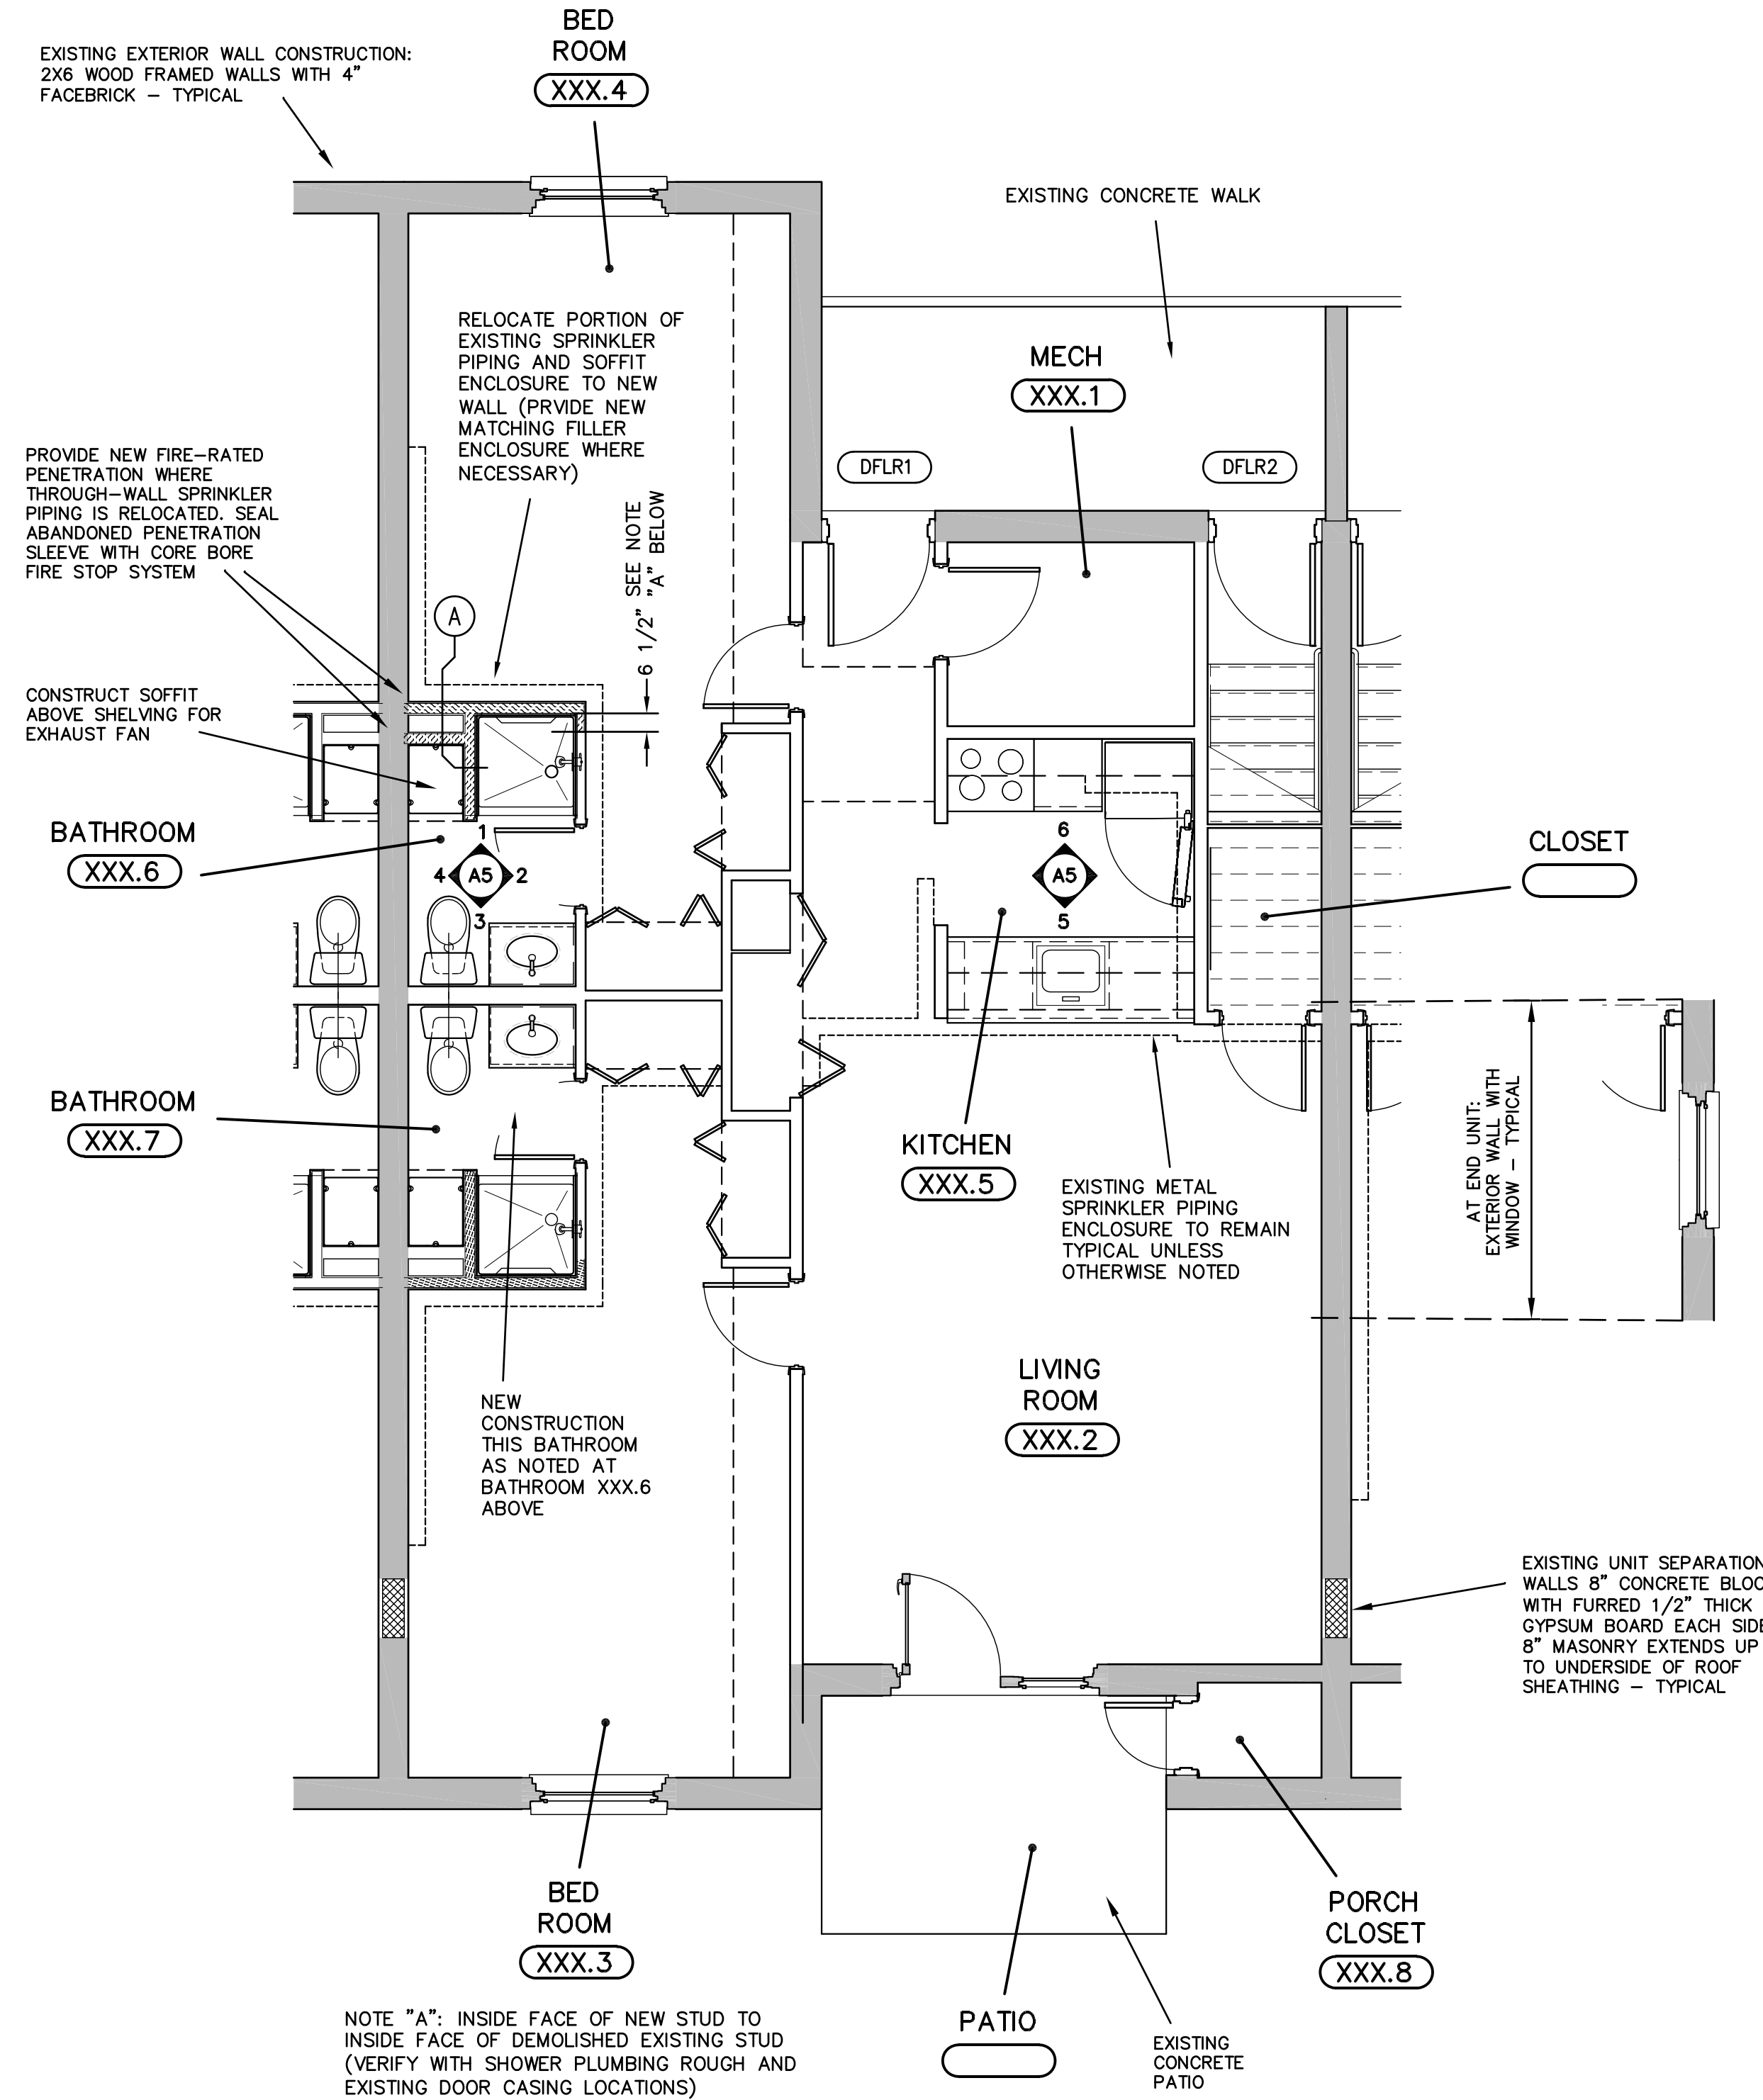 BED
ROOM
XXX.4
EXISTING EXTERIOR WALL CONSTRUCTION:
2X6 WOOD FRAMED WALLS WITH 4"
FACEBRICK – TYPICAL
EXISTING CONCRETE WALK
RELOCATE PORTION OF
EXISTING SPRINKLER
PIPING AND SOFFIT
ENCLOSURE TO NEW
WALL (PRVIDE NEW
MATCHING FILLER
ENCLOSURE WHERE
NECESSARY)
MECH
XXX.1
DFLR1
DFLR2
PROVIDE NEW FIRE–RATED
PENETRATION WHERE
THROUGH–WALL SPRINKLER
PIPING IS RELOCATED. SEAL
ABANDONED PENETRATION
SLEEVE WITH CORE BORE
FIRE STOP SYSTEM
6 1/2" SEE NOTE
"A" BELOW
A
CONSTRUCT SOFFIT
ABOVE SHELVING FOR
EXHAUST FAN
BATHROOM
XXX.6
1
4 A5 2
3
6
A5
5
CLOSET
BATHROOM
XXX.7
KITCHEN
XXX.5
EXISTING METAL
SPRINKLER PIPING
ENCLOSURE TO REMAIN
TYPICAL UNLESS
OTHERWISE NOTED
AT END UNIT:
EXTERIOR WALL WITH
WINDOW – TYPICAL
LIVING
ROOM
XXX.2
NEW
CONSTRUCTION
THIS BATHROOM
AS NOTED AT
BATHROOM XXX.6
ABOVE
EXISTING UNIT SEPARATION
WALLS 8" CONCRETE BLOC
WITH FURRED 1/2" THICK
GYPSUM BOARD EACH SIDE
8" MASONRY EXTENDS UP
TO UNDERSIDE OF ROOF
SHEATHING – TYPICAL
BED
ROOM
XXX.3
PORCH
CLOSET
XXX.8
PATIO
EXISTING
CONCRETE
PATIO
NOTE "A": INSIDE FACE OF NEW STUD TO
INSIDE FACE OF DEMOLISHED EXISTING STUD
(VERIFY WITH SHOWER PLUMBING ROUGH AND
EXISTING DOOR CASING LOCATIONS)